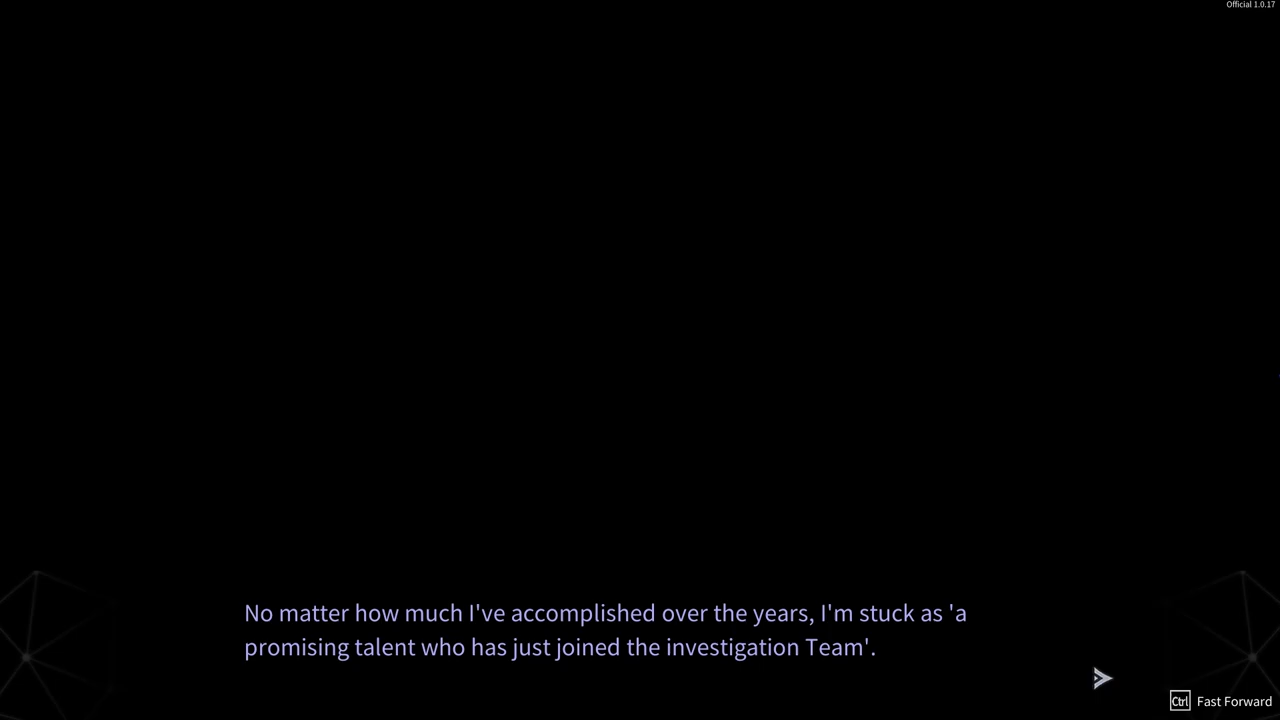 Official 1.0.17
No matter how much I've accomplished over the years, I'm stuck as 'a
promising talent who has just joined the investigation Team'.
Ctrl Fast Forward